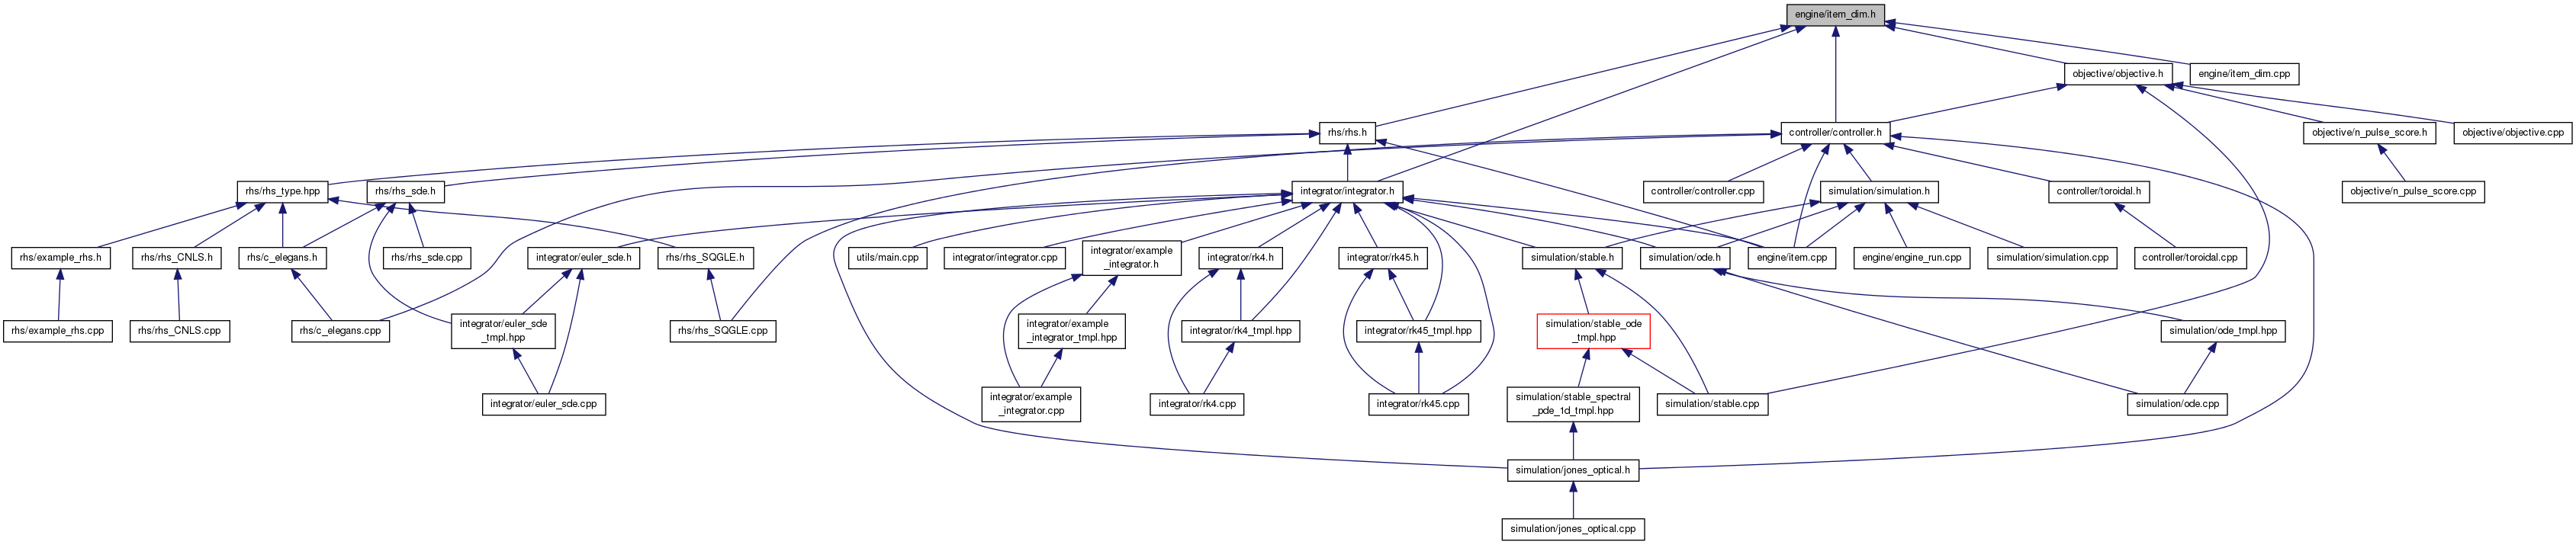 engine/item_dim.h
objective/objective.h
engine/item_dim.cpp
rhs/rhs.h
controller/controller.h
objective/n_pulse_score.h
objective/objective.cpp
rhs/rhs_type.hpp
rhs/rhs_sde.h
integrator/integrator.h
controller/controller.cpp
simulation/simulation.h
controller/toroidal.h
objective/n_pulse_score.cpp
rhs/example_rhs.h
rhs/rhs_CNLS.h
rhs/c_elegans.h
rhs/rhs_sde.cpp
integrator/euler_sde.h
rhs/rhs_SQGLE.h
utils/main.cpp
integrator/integrator.cpp
integrator/example
_integrator.h
integrator/rk4.h
integrator/rk45.h
simulation/stable.h
simulation/ode.h
engine/item.cpp
engine/engine_run.cpp
simulation/simulation.cpp
controller/toroidal.cpp
rhs/example_rhs.cpp
rhs/rhs_CNLS.cpp
rhs/c_elegans.cpp
integrator/euler_sde
_tmpl.hpp
rhs/rhs_SQGLE.cpp
integrator/example
_integrator_tmpl.hpp
integrator/rk4_tmpl.hpp
integrator/rk45_tmpl.hpp
simulation/stable_ode
_tmpl.hpp
simulation/ode_tmpl.hpp
integrator/euler_sde.cpp
integrator/example
_integrator.cpp
integrator/rk4.cpp
integrator/rk45.cpp
simulation/stable_spectral
_pde_1d_tmpl.hpp
simulation/stable.cpp
simulation/ode.cpp
simulation/jones_optical.h
simulation/jones_optical.cpp